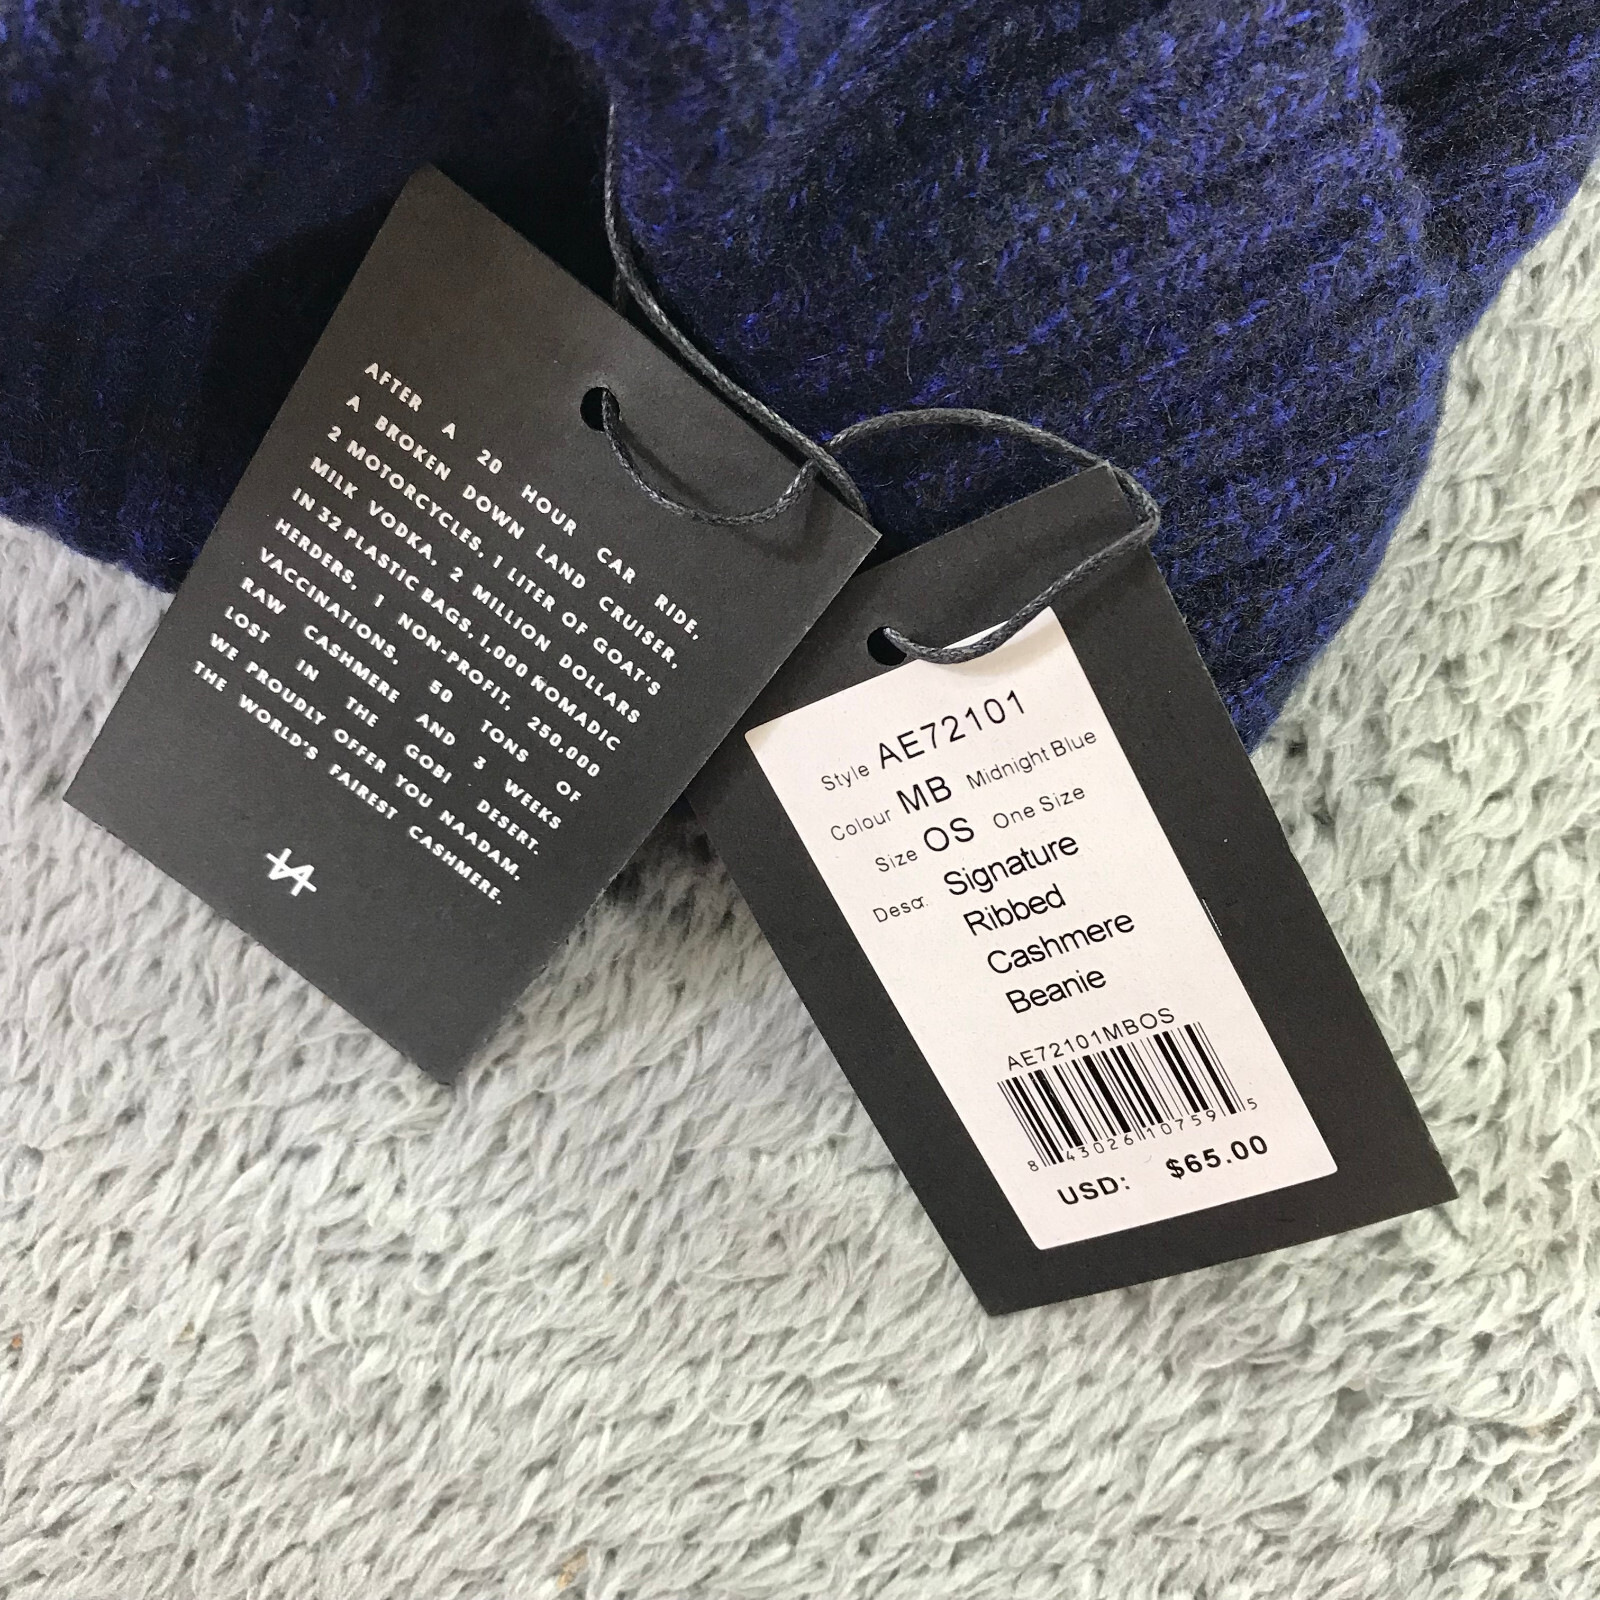 AFTER A 20 HOUR CAR RIDE,
A BROKEN DOWN LAND CRUISER,
2 MOTORCYCLES, 1 LITER OF GOAT'S
MILK VODKA, 2 MILLION DOLLARS
IN 32 PLASTIC BAGS, 1,000 NOMADIC
HERDERS, 1 NON-PROFIT, 250,000
VACCINATIONS, 50 TONS OF
RAW CASHMERE AND 3 WEEKS
LOST IN THE GOBI DESERT.
WE PROUDLY OFFER YOU NAADAM,
THE WORLD'S FAIREST CASHMERE.
Style AE72101
Colour MB Midnight Blue
Size OS One Size
Descr. Signature
Ribbed
Cashmere
Beanie
AE72101MBOS
8 43026 10759 5
USD: $65.00